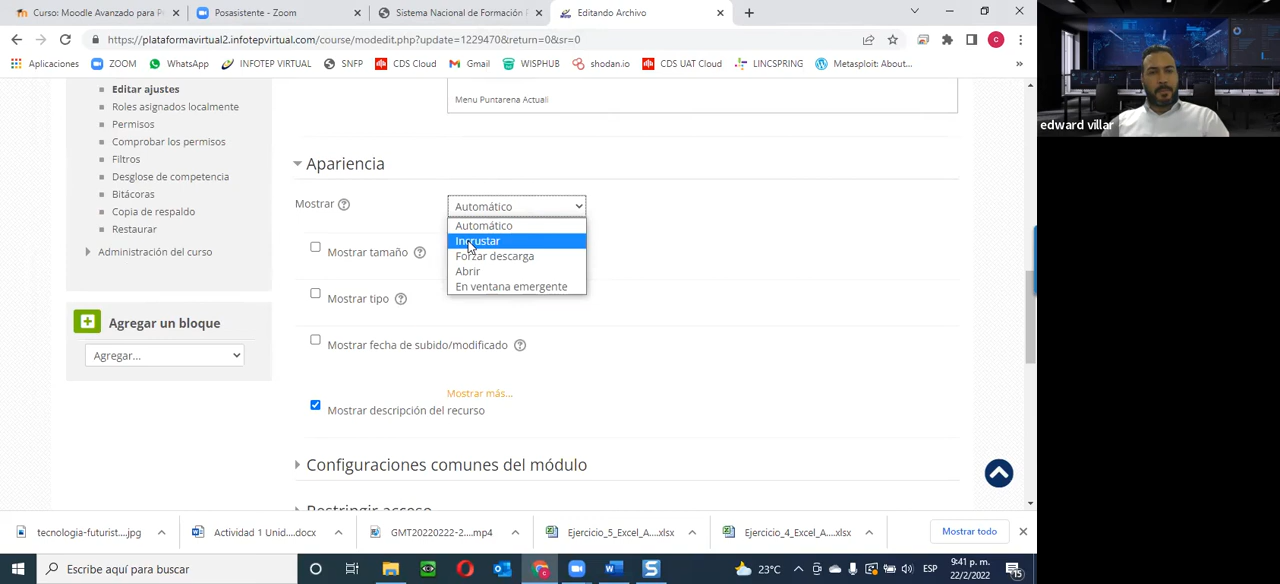 Curso: Moodle Avanzado para P
Posasistente - Zoom
Sistema Nacional de Formación P
Editando Archivo
https://plataformavirtual2.infotepvirtual.com/course/modedit.php?update=1229470&return=0&sr=0
C
Aplicaciones
ZOOM
WhatsApp
INFOTEP VIRTUAL
SNFP
CDS Cloud
Gmail
WISPHUB
shodan.io
CDS UAT Cloud
LINCSPRING
Metasploit: About...
»
Editar ajustes
Roles asignados localmente
Permisos
Comprobar los permisos
Filtros
Desglose de competencia
Bitácoras
Copia de respaldo
Restaurar
Administración del curso
Agregar un bloque
Agregar...
Menu Puntarena Actuali
Apariencia
Mostrar
Automático
Automático
Incrustar
Forzar descarga
Abrir
En ventana emergente
Mostrar tamaño
Mostrar tipo
Mostrar fecha de subido/modificado
Mostrar más...
Mostrar descripción del recurso
Configuraciones comunes del módulo
Restringir acceso
edward villar
tecnologia-futurist....jpg
Actividad 1 Unid....docx
GMT20220222-2....mp4
Ejercicio_5_Excel_A....xlsx
Ejercicio_4_Excel_A....xlsx
Mostrar todo
Escribe aquí para buscar
23°C
ESP
9:41 p. m.
22/2/2022
15